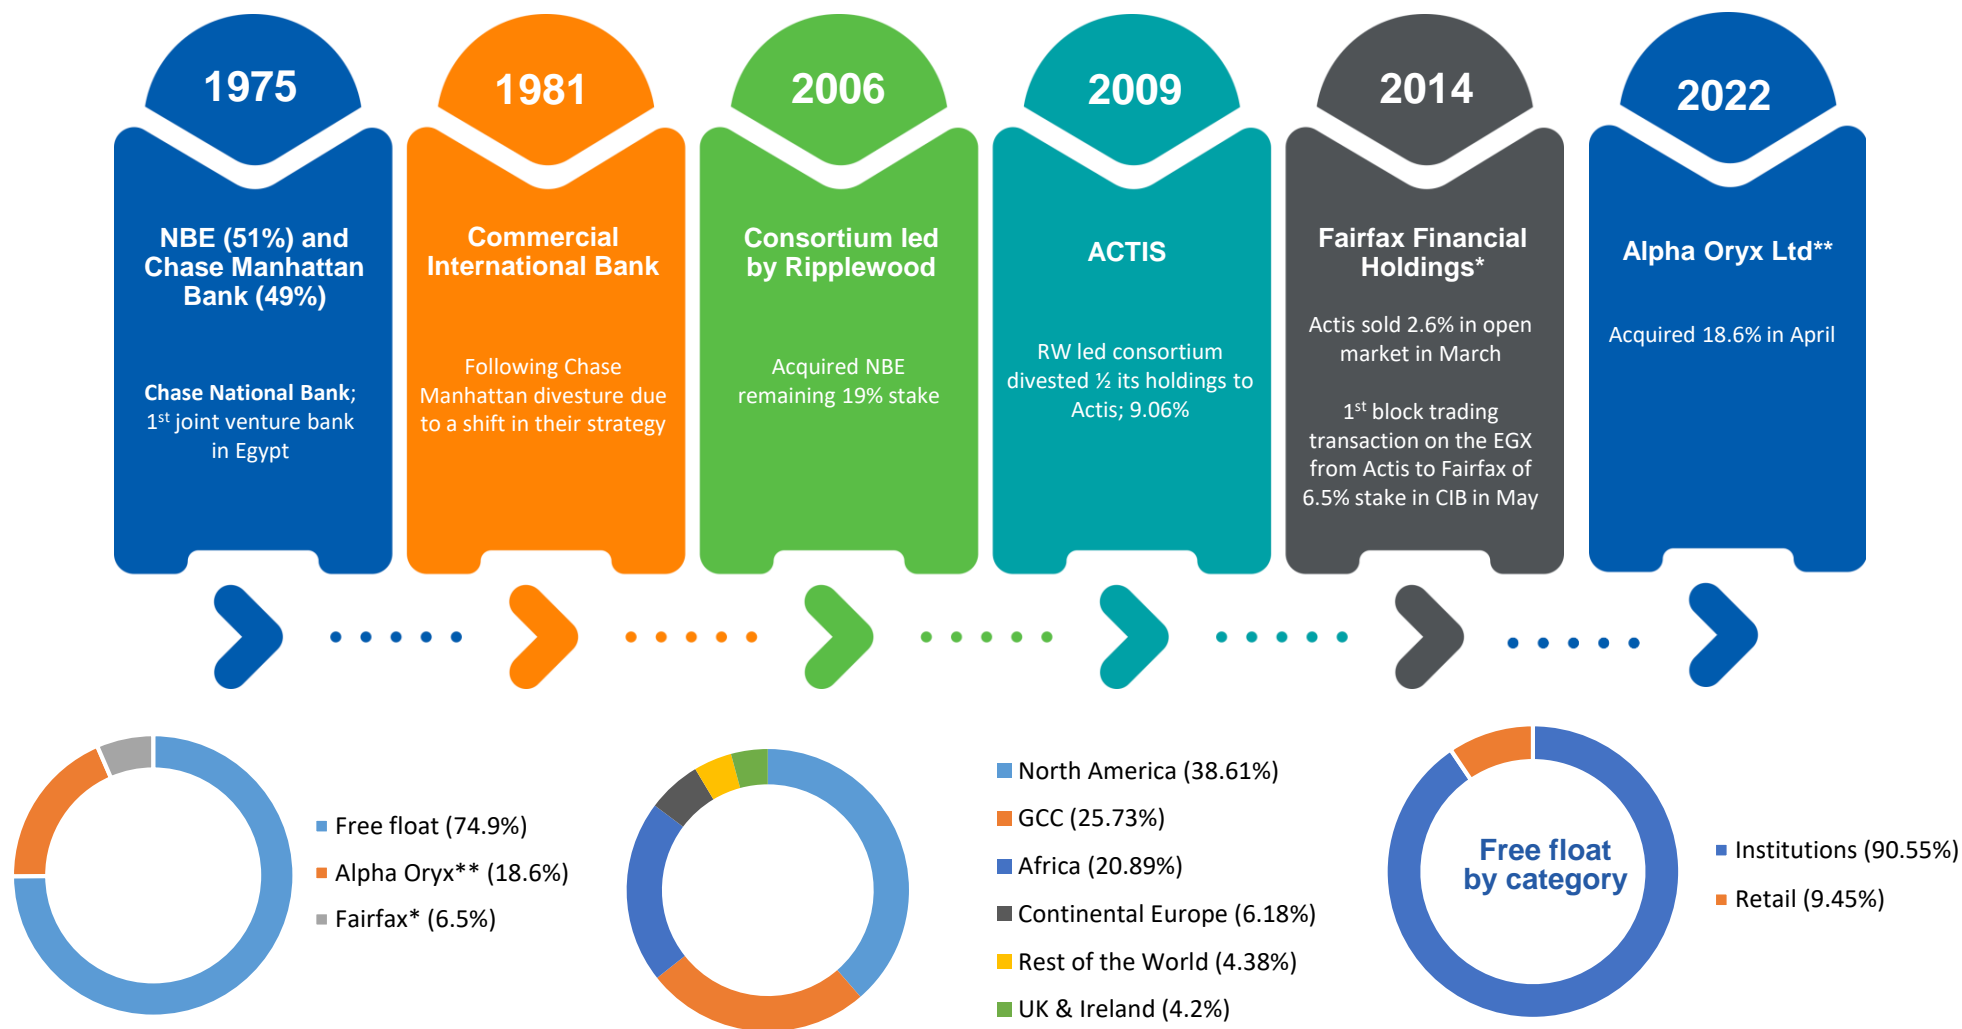 1975
NBE (51%) and
Chase Manhattan
Bank (49%)
Chase National Bank;
1st joint venture bank
in Egypt
1981
Commercial
International Bank
Following Chase
Manhattan divesture due
to a shift in their strategy
2006
Consortium led
by Ripplewood
Acquired NBE
remaining 19% stake
2009
ACTIS
RW led consortium
divested ½ its holdings to
Actis; 9.06%
2014
Fairfax Financial
Holdings*
Actis sold 2.6% in open
market in March
1st block trading
transaction on the EGX
from Actis to Fairfax of
6.5% stake in CIB in May
2022
Alpha Oryx Ltd**
Acquired 18.6% in April
Free float (74.9%)
Alpha Oryx** (18.6%)
Fairfax* (6.5%)
North America (38.61%)
GCC (25.73%)
Africa (20.89%)
Continental Europe (6.18%)
Rest of the World (4.38%)
UK & Ireland (4.2%)
Free float
by category
Institutions (90.55%)
Retail (9.45%)